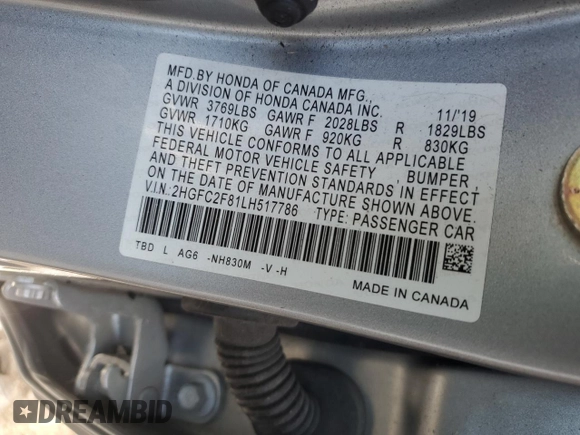 MFD.BY HONDA OF CANADA MFG.,
A DIVISION OF HONDA CANADA INC. 11/'19
GVWR 3769LBS GAWR F 2028LBS R 1829LBS
GVWR 1710KG GAWR F 920KG R 830KG
THIS VEHICLE CONFORMS TO ALL APPLICABLE
FEDERAL MOTOR VEHICLE SAFETY , BUMPER ,
AND THEFT PREVENTION STANDARDS IN EFFECT
ON THE DATE OF MANUFACTURE SHOWN ABOVE.
V.I.N.:2HGFC2F81LH517786 TYPE: PASSENGER CAR
TBD L AG6 -NH830M -V -H
MADE IN CANADA
DREAMBID